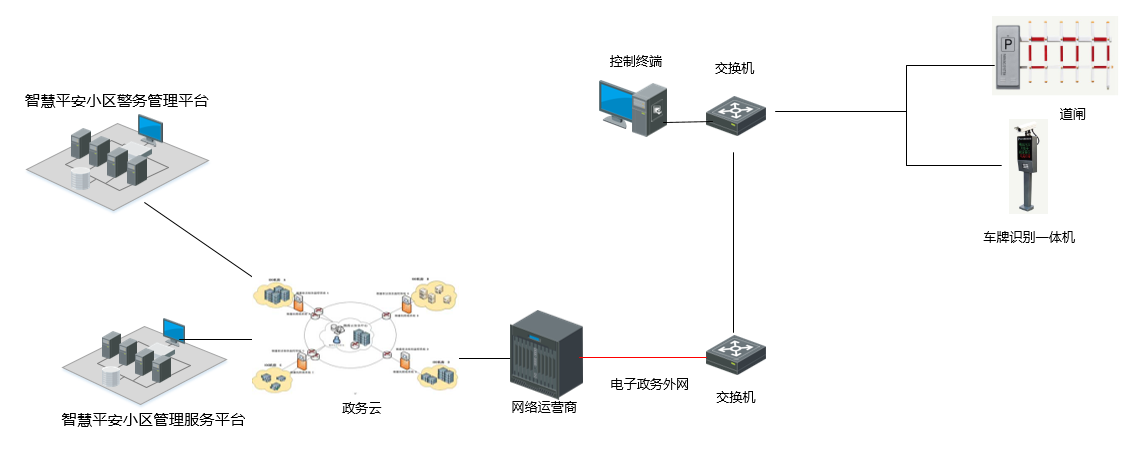 控制终端
交换机
智慧平安小区警务管理平台
道闸
P
车牌识别一体机
电子政务外网
交换机
政务云
网络运营商
智慧平安小区管理服务平台